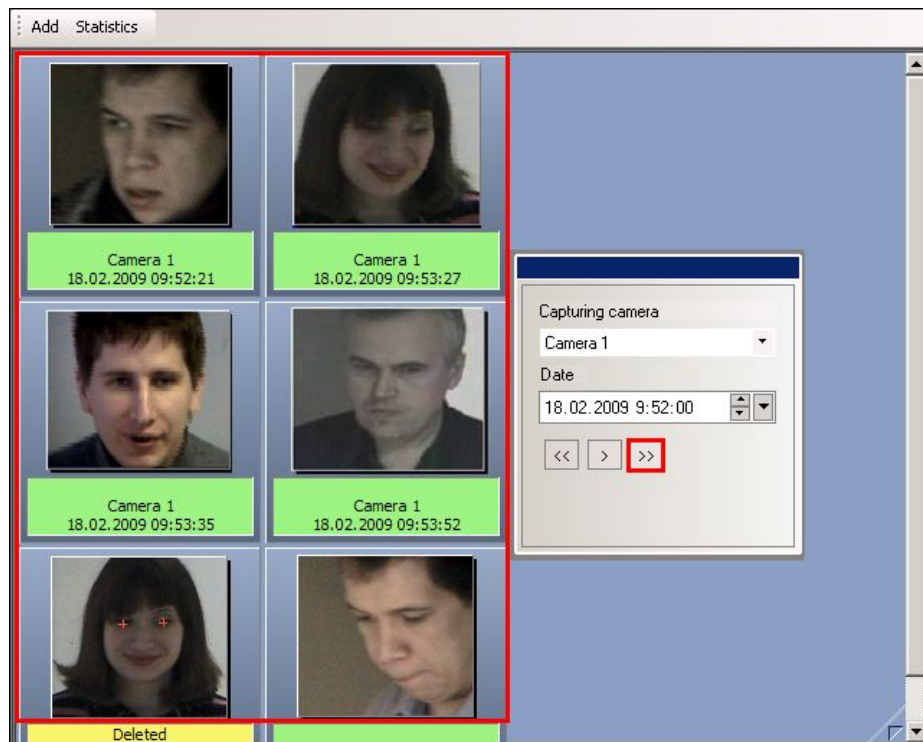 Add Statistics
Camera 1
18.02.2009 09:52:21
Camera 1
18.02.2009 09:53:27
Camera 1
18.02.2009 09:53:35
Camera 1
18.02.2009 09:53:52
Deleted
Capturing camera
Camera 1
Date
18.02.2009 9:52:00
<< > >>